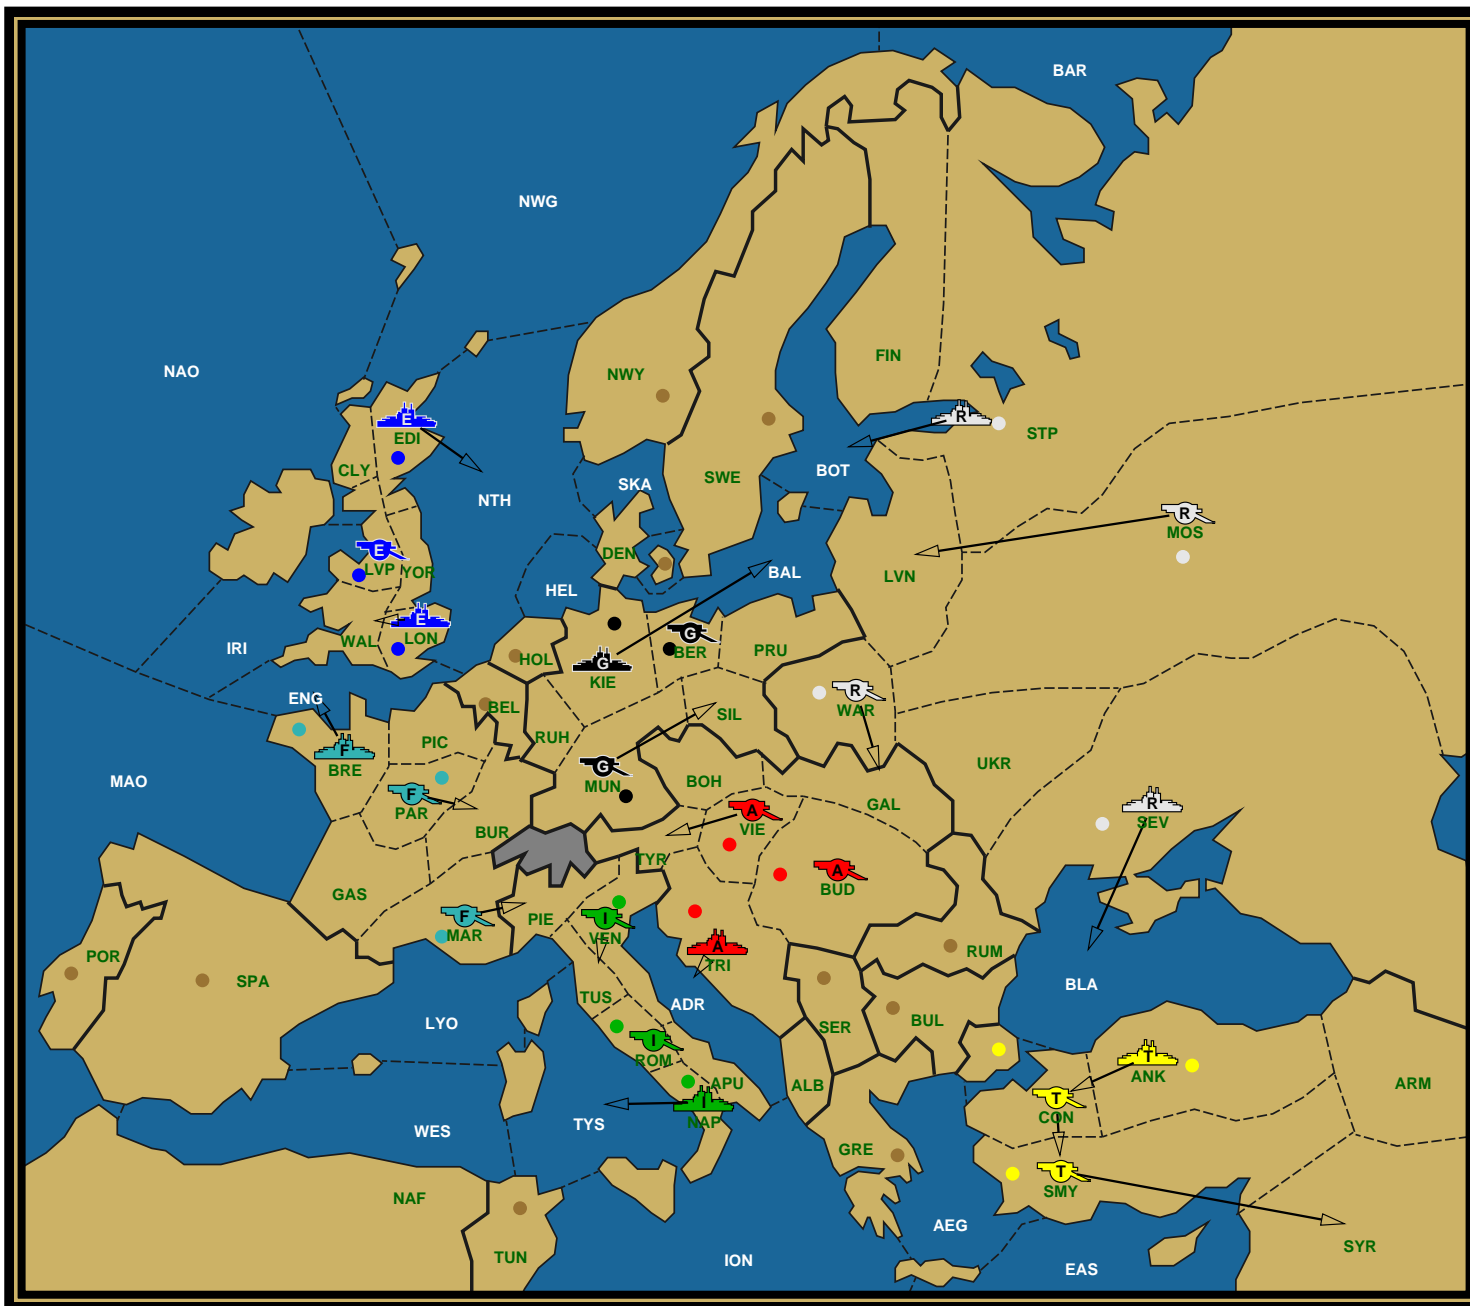 BAR
NWG
NAO
FIN
NWY
E
EDI
R
STP
CLY
BOT
SWE
SKA
NTH
R
MOS
E
LVP
YOR
DEN
BAL
LVN
HEL
E
LON
WAL
IRI
G
BER
PRU
HOL
G
KIE
ENG
BEL
SIL
R
WAR
RUH
PIC
F
BRE
UKR
G
MUN
BOH
MAO
F
PAR
GAL
A
VIE
R
SEV
BUR
TYR
A
BUD
GAS
F
MAR
PIE
I
VEN
A
TRI
RUM
POR
SPA
BLA
TUS
ADR
LYO
SER
BUL
I
ROM
T
ANK
APU
ALB
ARM
I
NAP
T
CON
WES
TYS
GRE
T
SMY
NAF
AEG
SYR
TUN
ION
EAS